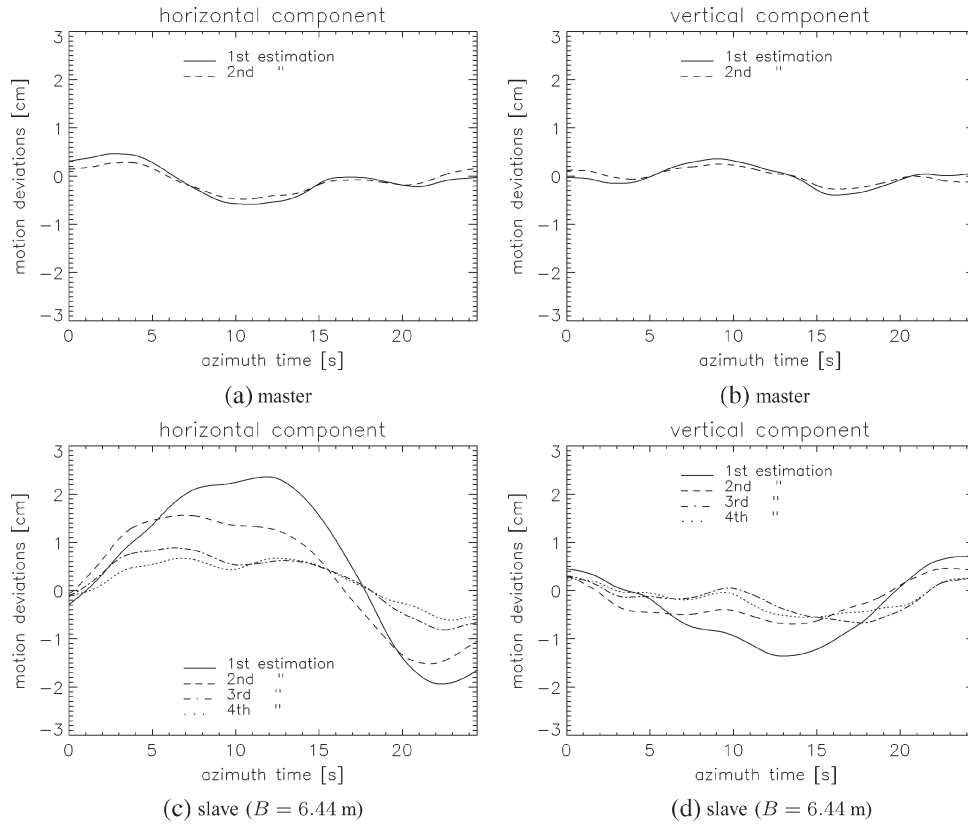 horizontal component
3
2
1
0
−1
−2
−3
motion deviations [cm]
1st estimation
2nd "
0 5 10 15 20
azimuth time [s]
(a) master
vertical component
3
2
1
0
−1
−2
−3
motion deviations [cm]
1st estimation
2nd "
0 5 10 15 20
azimuth time [s]
(b) master
horizontal component
3
2
1
0
−1
−2
−3
motion deviations [cm]
1st estimation
2nd "
3rd "
4th "
0 5 10 15 20
azimuth time [s]
(c) slave (B = 6.44 m)
vertical component
3
2
1
0
−1
−2
−3
motion deviations [cm]
1st estimation
2nd "
3rd "
4th "
0 5 10 15 20
azimuth time [s]
(d) slave (B = 6.44 m)